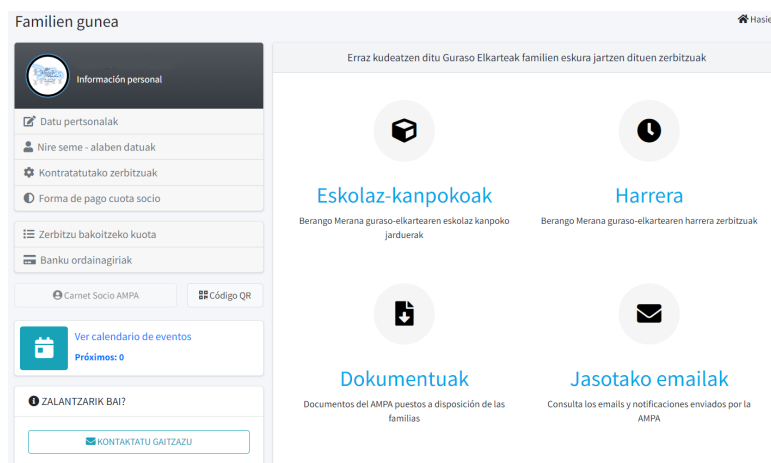 Familien gunea
Información personal
Datu pertsonalak
Nire seme - alaben datuak
Kontratatutako zerbitzuak
Forma de pago cuota socio
Zerbitzu bakoitzeko kuota
Banku ordainagiriak
Carnet Socio AMPA
Código QR
Ver calendario de eventos
Próximos: 0
ZALANTZARIK BAI?
KONTAKTATU GAITZAZU
Hasie
Erraz kudeatzen ditu Guraso Elkarteak familien eskura jartzen dituen zerbitzuak
Eskolaz-kanpokoak
Berango Merana guraso-elkartearen eskolaz kanpoko
jarduerak
Harrera
Berango Merana guraso-elkartearen harrera zerbitzuak
Dokumentuak
Documentos del AMPA puestos a disposición de las
familias
Jasotako emailak
Consulta los emails y notificaciones enviados por la
AMPA